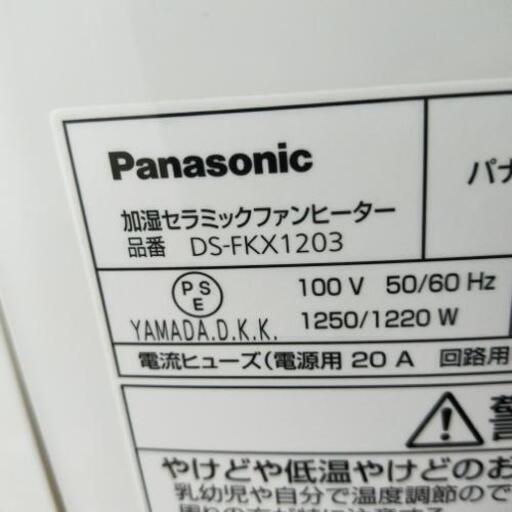 Panasonic
パナ
加湿セラミックファンヒーター
品番 DS-FKX1203
PSE
100 V 50/60 Hz
YAMADA.D.K.K. 1250/1220 W
電流ヒューズ(電源用 20 A 回路用
やけどや低温やけどのお
乳幼児や自分で温度調節ので